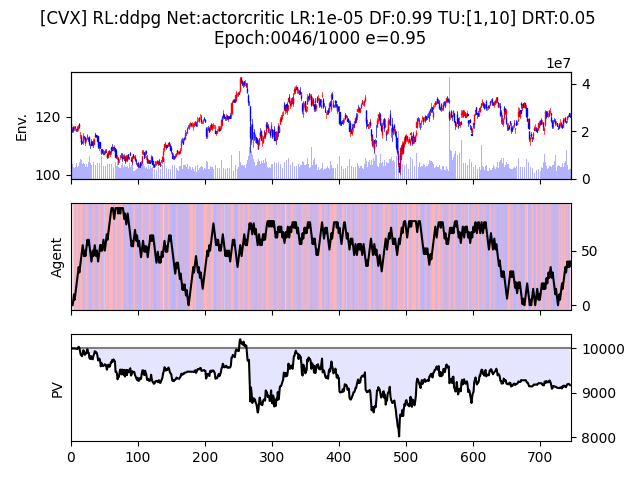 [CVX] RL:ddpg Net:actorcritic LR:1e-05 DF:0.99 TU:[1,10] DRT:0.05
Epoch:0046/1000 e=0.95
1e7
Env.
120
100
4
2
0
Agent
50
0
PV
10000
9000
8000
0 100 200 300 400 500 600 700